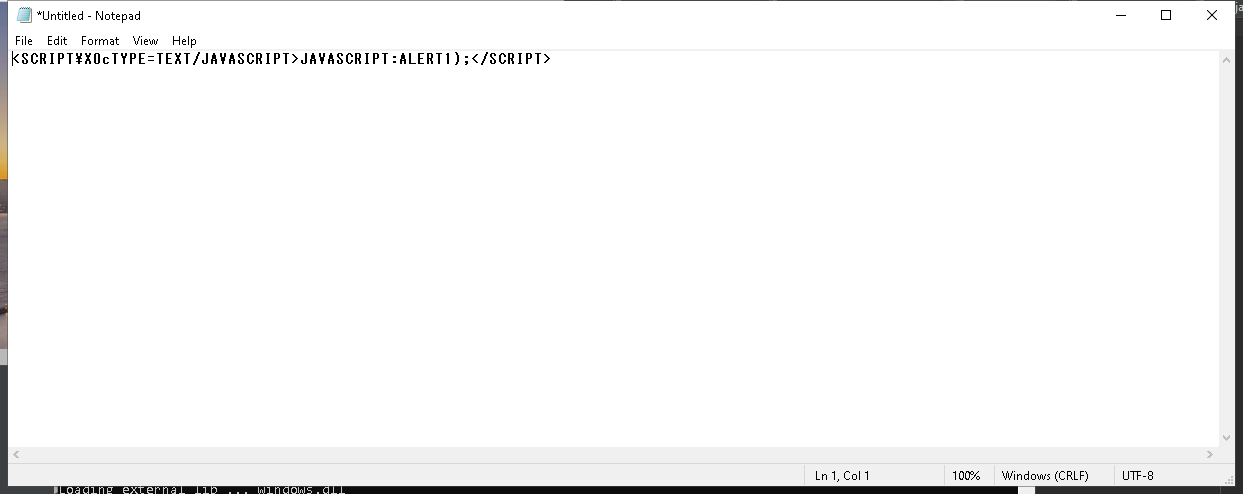 *Untitled - Notepad
File Edit Format View Help
<SCRIPT¥X0cTYPE=TEXT/JAVASCRIPT>JAVASCRIPT:ALERT1);</SCRIPT>
Ln 1, Col 1 100% Windows (CRLF) UTF-8
Loading external lib ... windows.dll